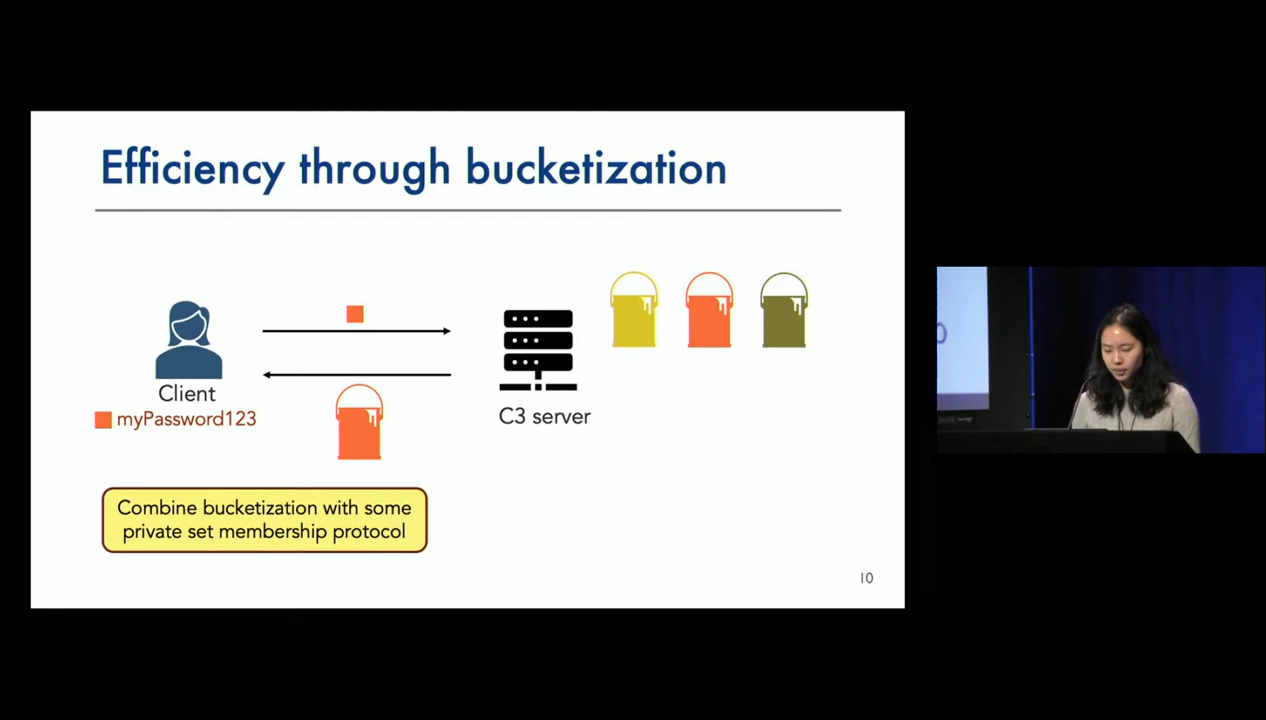 Efficiency through bucketization
Client
myPassword123
C3 server
Combine bucketization with some
private set membership protocol
10